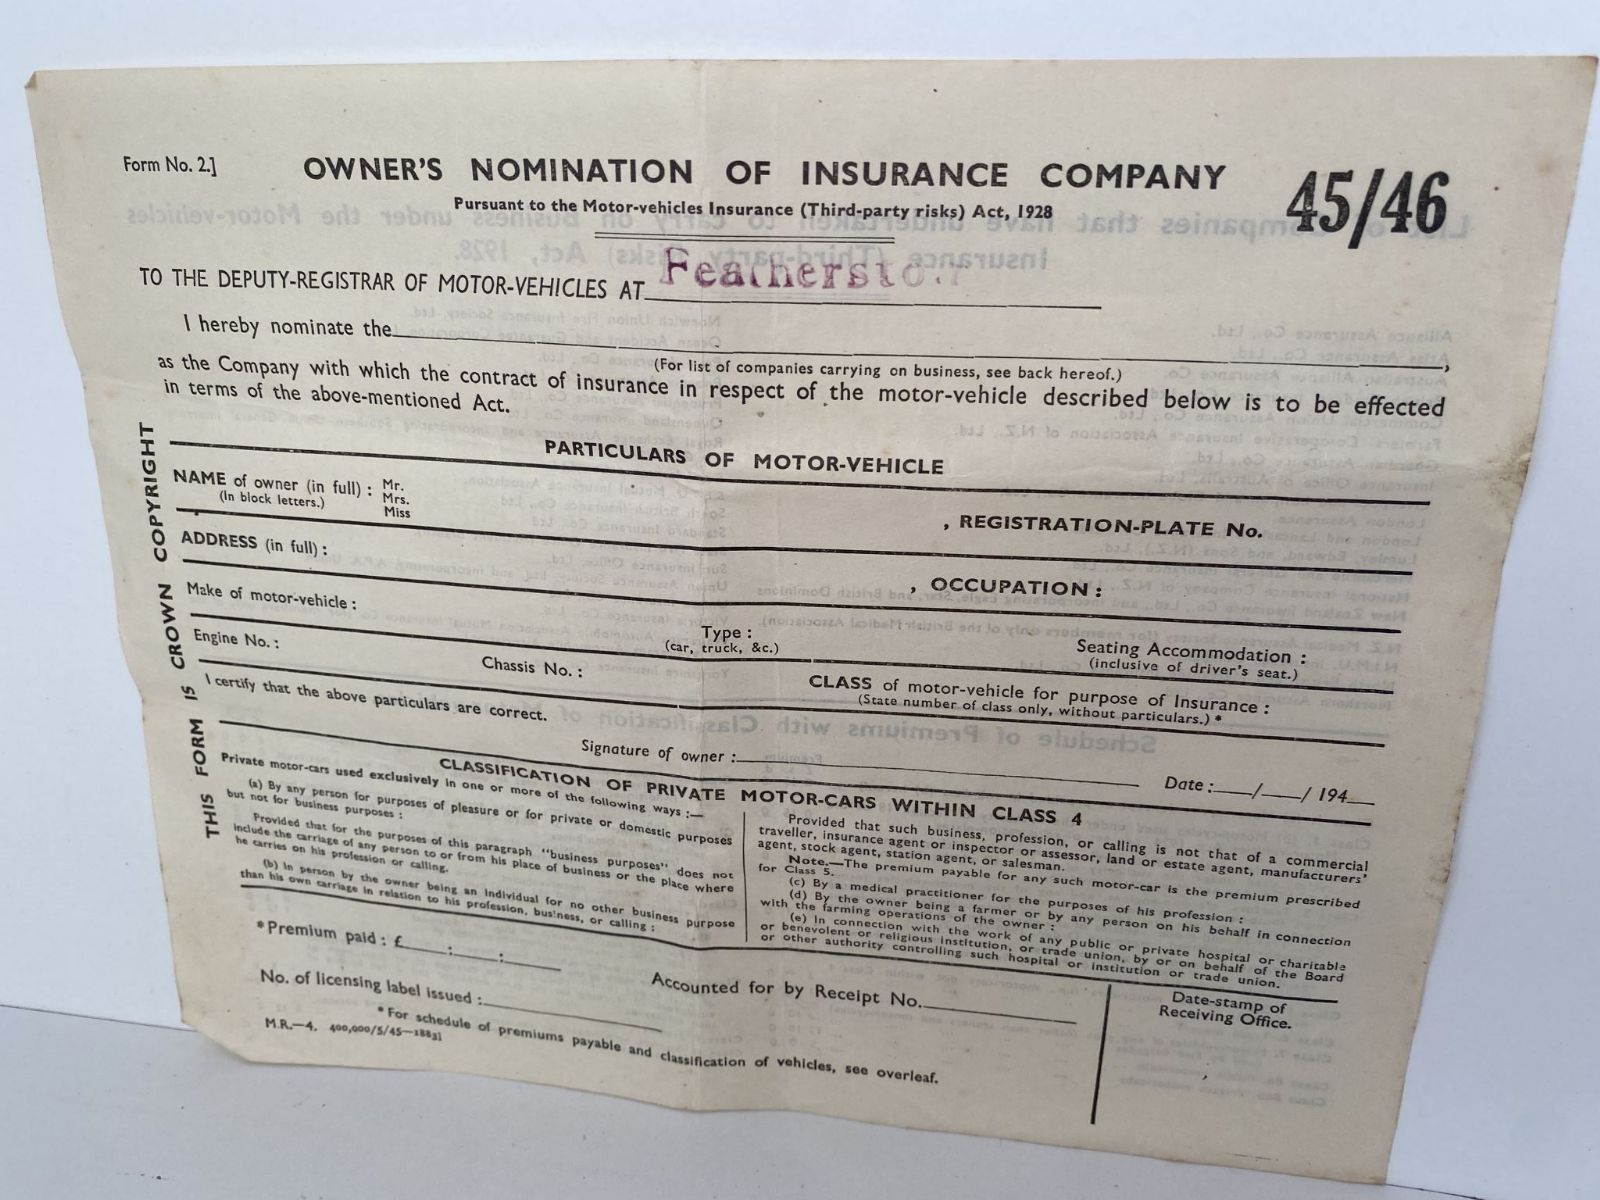 Form No. 2.]
OWNER'S NOMINATION OF INSURANCE COMPANY
45/46
Pursuant to the Motor-vehicles Insurance (Third-party risks) Act, 1928
TO THE DEPUTY-REGISTRAR OF MOTOR-VEHICLES AT Featherston
I hereby nominate the ,
(For list of companies carrying on business, see back hereof.)
as the Company with which the contract of insurance in respect of the motor-vehicle described below is to be effected
in terms of the above-mentioned Act.
THIS FORM IS CROWN COPYRIGHT
PARTICULARS OF MOTOR-VEHICLE
NAME of owner (in full) : Mr.
(In block letters.) Mrs.
Miss
, REGISTRATION-PLATE No.
ADDRESS (in full) :
, OCCUPATION :
Make of motor-vehicle :
Type :
(car, truck, &c.)
Seating Accommodation :
(inclusive of driver's seat.)
Engine No. :
Chassis No. :
CLASS of motor-vehicle for purpose of Insurance :
(State number of class only, without particulars.) *
I certify that the above particulars are correct.
Signature of owner :
Date : / / 194
CLASSIFICATION OF PRIVATE MOTOR-CARS WITHIN CLASS 4
Private motor-cars used exclusively in one or more of the following ways :—
(a) By any person for purposes of pleasure or for private or domestic purposes
but not for business purposes :
Provided that for the purposes of this paragraph "business purposes" does not
include the carriage of any person to or from his place of business or the place where
he carries on his profession or calling.
(b) In person by the owner being an individual for no other business purpose
than his own carriage in relation to his profession, business, or calling :
Provided that such business, profession, or calling is not that of a commercial
traveller, insurance agent or inspector or assessor, land or estate agent, manufacturers'
agent, stock agent, station agent, or salesman.
Note.—The premium payable for any such motor-car is the premium prescribed
for Class 5.
(c) By a medical practitioner for the purposes of his profession :
(d) By the owner being a farmer or by any person on his behalf in connection
with the farming operations of the owner :
(e) In connection with the work of any public or private hospital or charitable
or benevolent or religious institution, or trade union, by or on behalf of the Board
or other authority controlling such hospital or institution or trade union.
*Premium paid : £ : :
No. of licensing label issued :
Accounted for by Receipt No.
Date-stamp of
Receiving Office.
*For schedule of premiums payable and classification of vehicles, see overleaf.
M.R.—4. 400,000/5/45—1883]